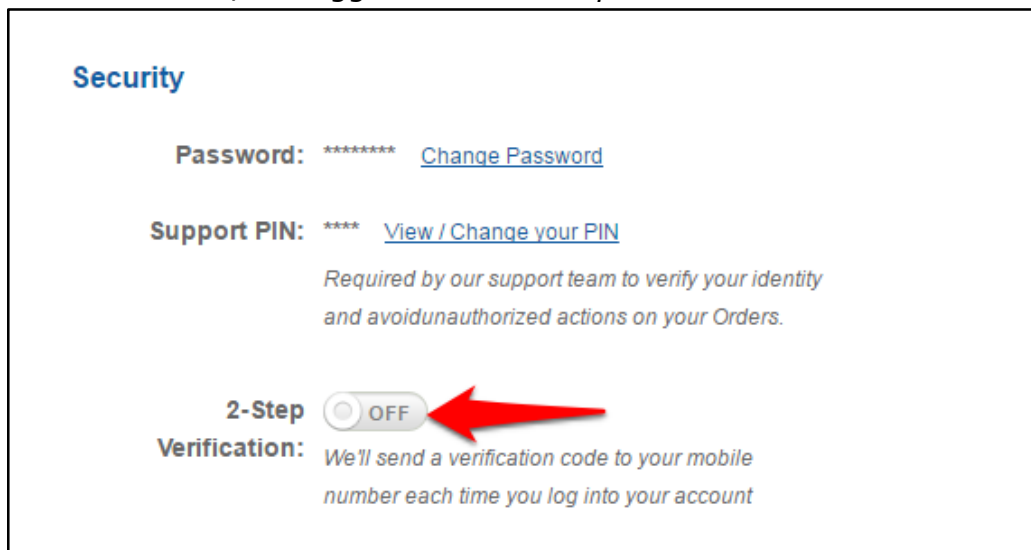 Security
Password: ******** Change Password
Support PIN: **** View / Change your PIN
Required by our support team to verify your identity
and avoidunauthorized actions on your Orders.
2-Step OFF
Verification: We'll send a verification code to your mobile
number each time you log into your account